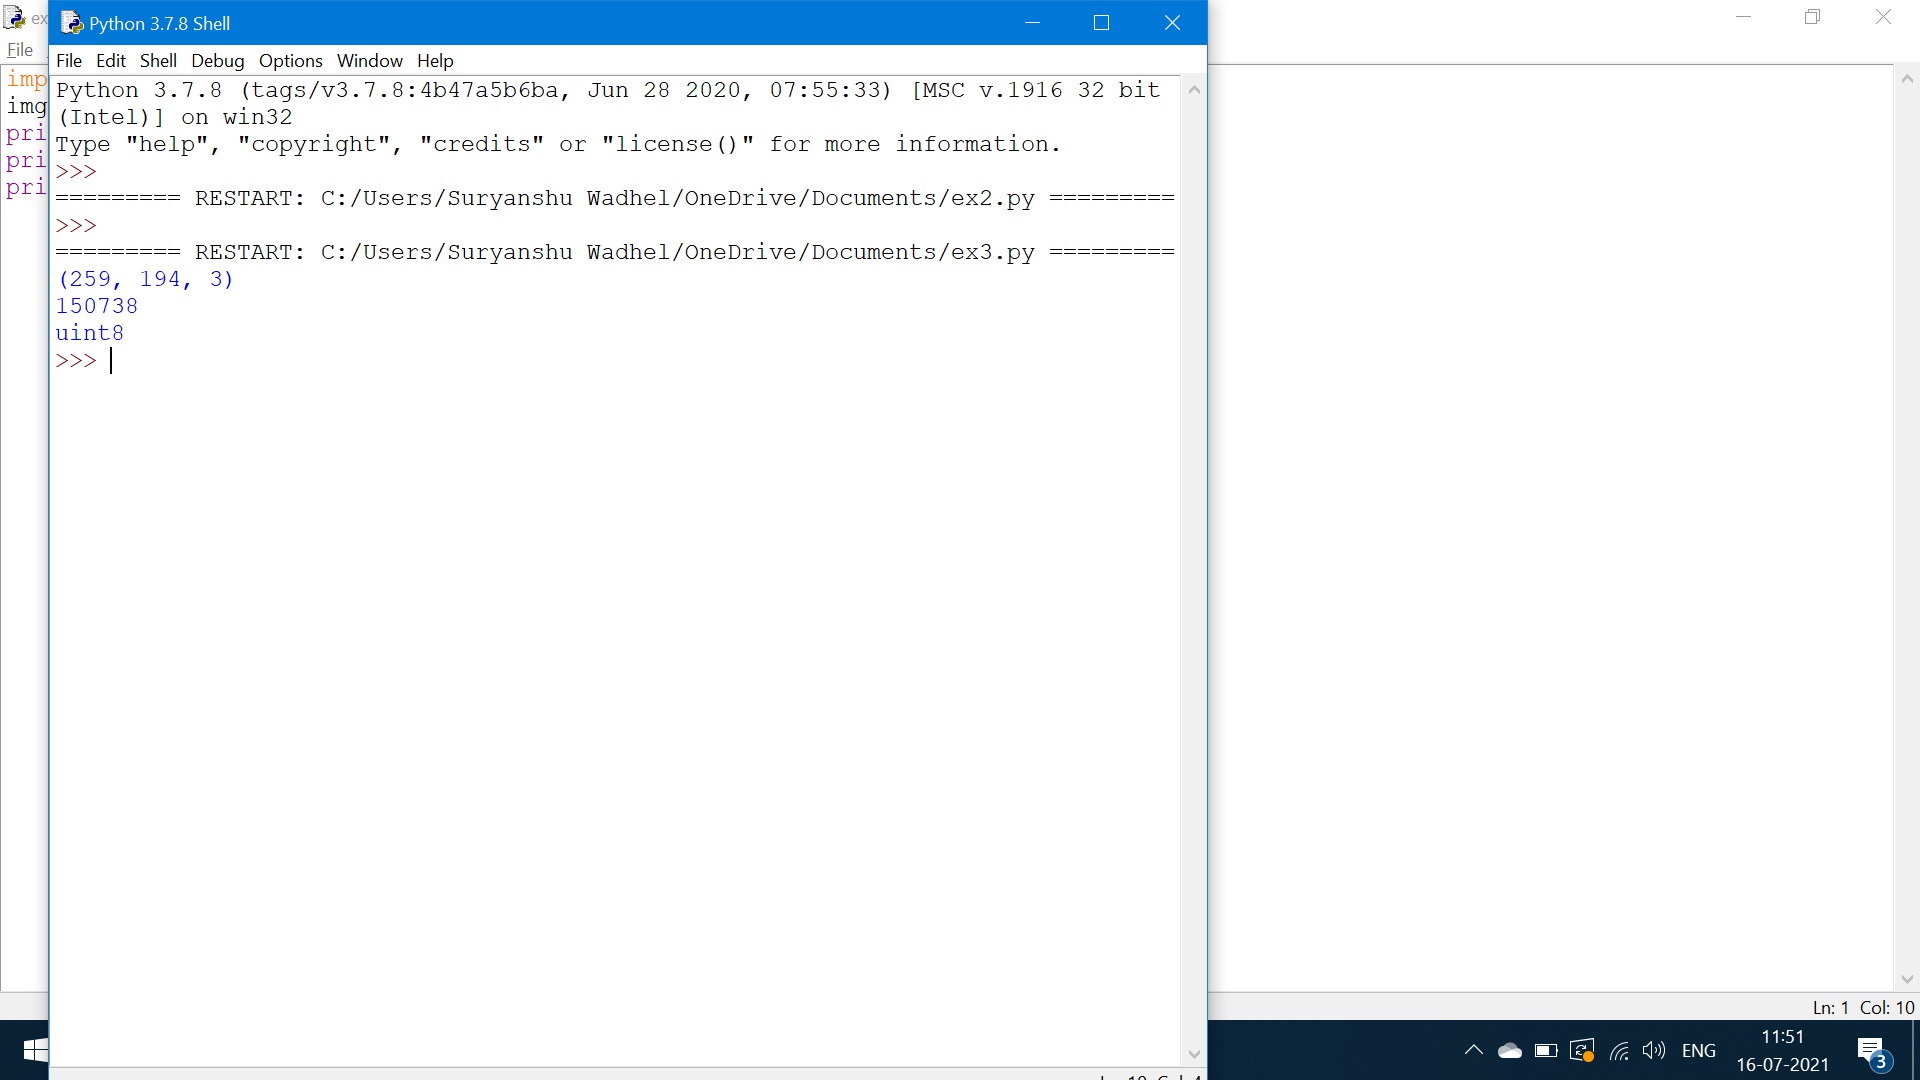 ex
Python 3.7.8 Shell
File
File Edit Shell Debug Options Window Help
imp
img
pri
pri
pri
Python 3.7.8 (tags/v3.7.8:4b47a5b6ba, Jun 28 2020, 07:55:33) [MSC v.1916 32 bit
(Intel)] on win32
Type "help", "copyright", "credits" or "license()" for more information.
>>>
========= RESTART: C:/Users/Suryanshu Wadhel/OneDrive/Documents/ex2.py =========
>>>
========= RESTART: C:/Users/Suryanshu Wadhel/OneDrive/Documents/ex3.py =========
(259, 194, 3)
150738
uint8
>>>
Ln: 1 Col: 10
ENG
11:51
16-07-2021
3